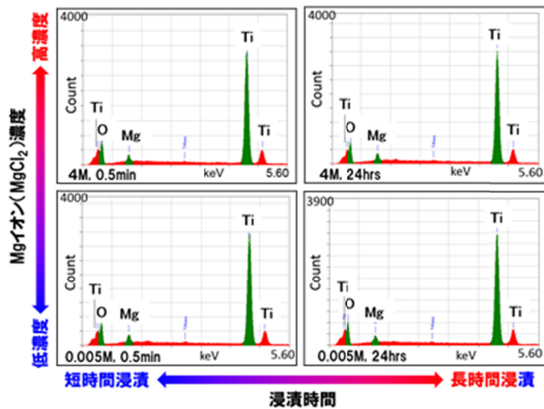 高濃度
Mgイオン(MgCl₂)濃度
低濃度
4000
Count
Ti
O
Mg
Ti
Ti
4M. 0.5min
keV
5.60
4000
Count
Ti
O
Mg
Ti
Ti
4M. 24hrs
keV
5.60
4000
Count
Ti
O
Mg
Ti
Ti
0.005M. 0.5min
keV
5.60
3900
Count
Ti
O
Mg
Ti
Ti
0.005M. 24hrs
keV
5.60
短時間浸漬
長時間浸漬
浸漬時間